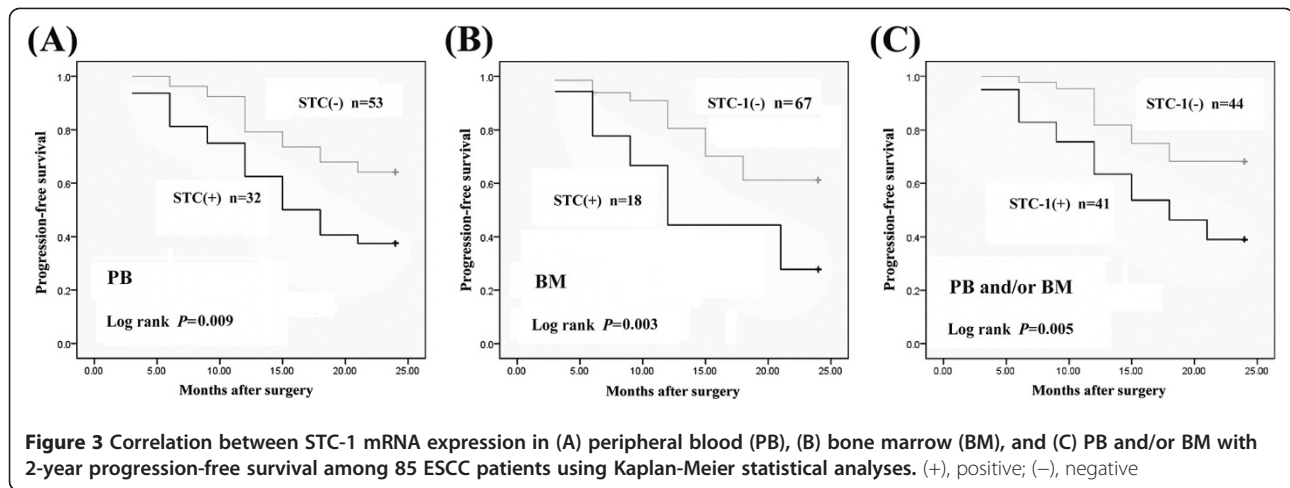 (A)
(B)
(C)
Progression-free survival
1.0
0.8
0.6
0.4
0.2
0.0
STC(-) n=53
STC(+) n=32
PB
Log rank P=0.009
0.00 5.00 10.00 15.00 20.00 25.00
Months after surgery
Progression-free survival
1.0
0.8
0.6
0.4
0.2
0.0
STC-1(-) n=67
STC(+) n=18
BM
Log rank P=0.003
0.00 5.00 10.00 15.00 20.00 25.00
Months after surgery
Progression-free survival
1.0
0.8
0.6
0.4
0.2
0.0
STC-1(-) n=44
STC-1(+) n=41
PB and/or BM
Log rank P=0.005
0.00 5.00 10.00 15.00 20.00 25.00
Months after surgery
Figure 3 Correlation between STC-1 mRNA expression in (A) peripheral blood (PB), (B) bone marrow (BM), and (C) PB and/or BM with
2-year progression-free survival among 85 ESCC patients using Kaplan-Meier statistical analyses. (+), positive; (−), negative